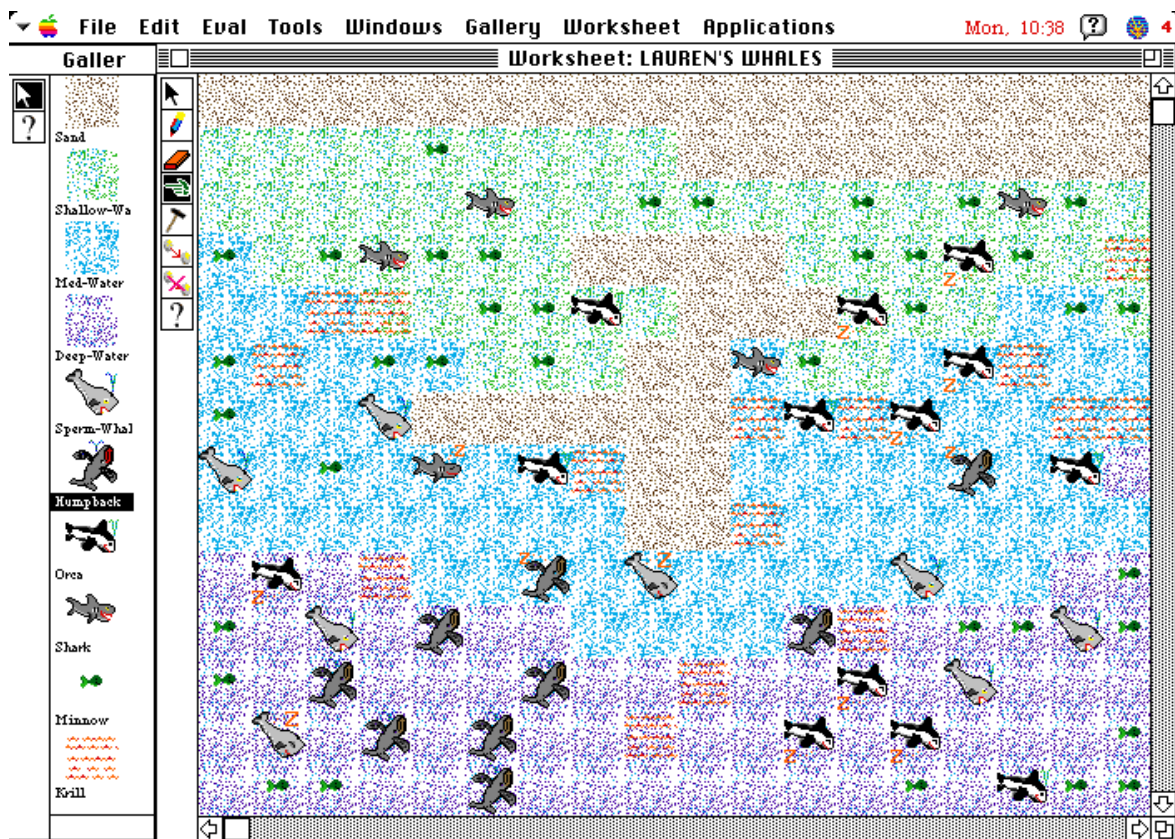 File Edit Eval Tools Windows Gallery Worksheet Applications Mon, 10:38 ? 4
Galler
Worksheet: LAUREN'S WHALES
?
Sand
Shallow-Wa
Med-Water
Deep-Water
Sperm-Whal
Humpback
Orca
Shark
Minnow
Krill
?
Z
Z
Z
Z
Z
Z
Z
Z
Z
Z
Z
Z
Z